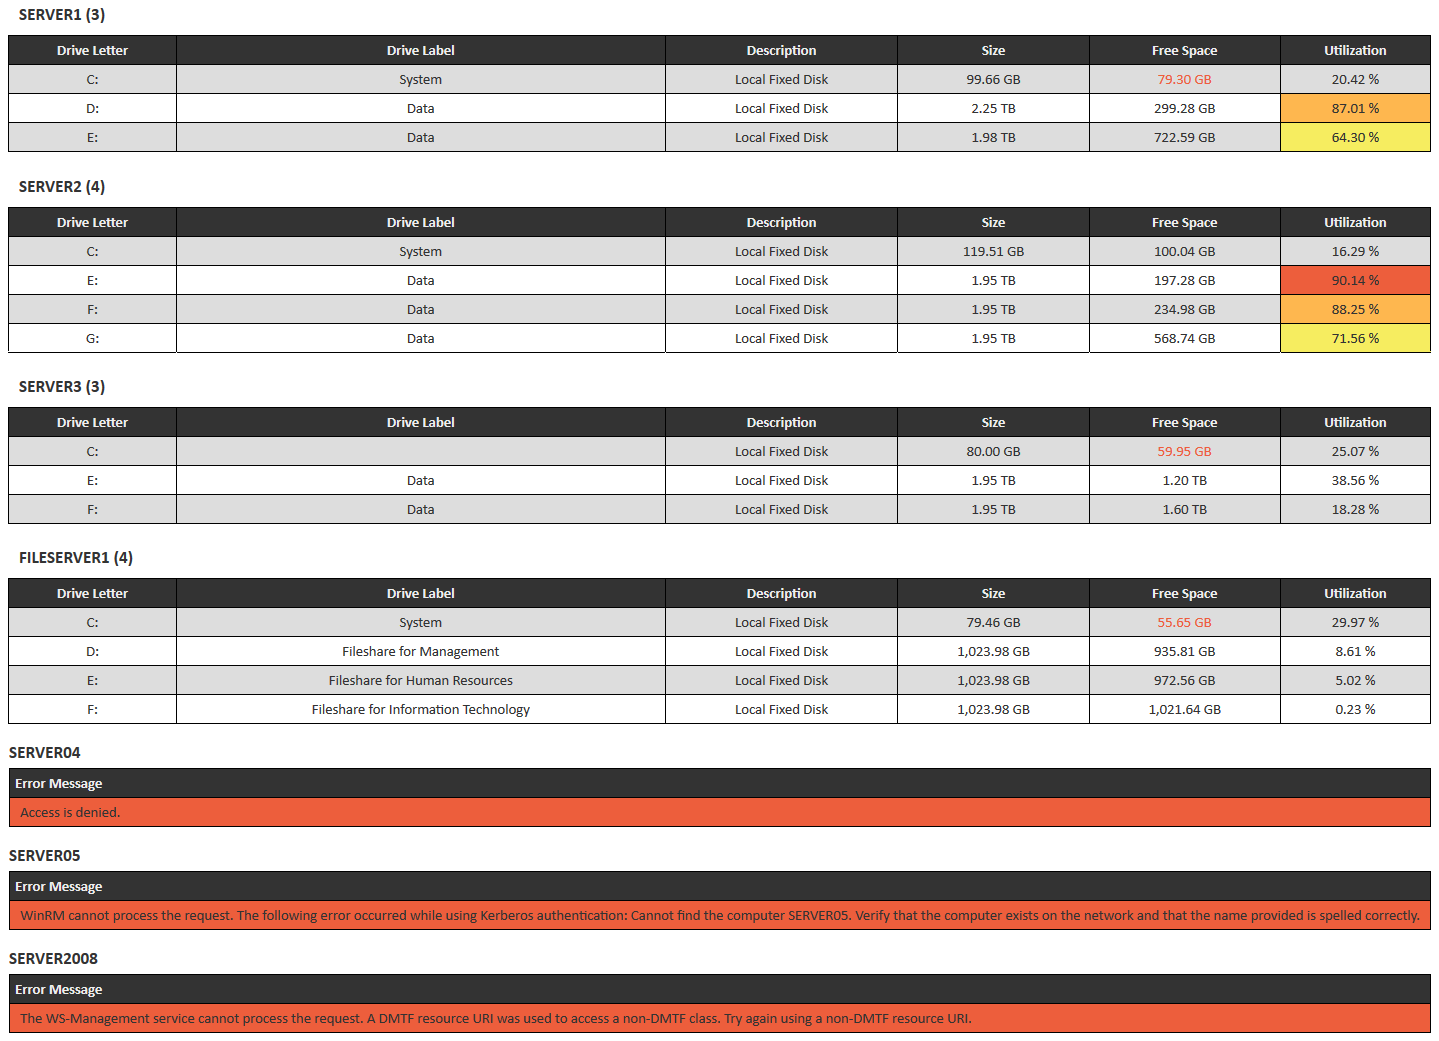 SERVER1 (3)
Drive Letter Drive Label Description Size Free Space Utilization
C: System Local Fixed Disk 99.66 GB 79.30 GB 20.42 %
D: Data Local Fixed Disk 2.25 TB 299.28 GB 87.01 %
E: Data Local Fixed Disk 1.98 TB 722.59 GB 64.30 %
SERVER2 (4)
Drive Letter Drive Label Description Size Free Space Utilization
C: System Local Fixed Disk 119.51 GB 100.04 GB 16.29 %
E: Data Local Fixed Disk 1.95 TB 197.28 GB 90.14 %
F: Data Local Fixed Disk 1.95 TB 234.98 GB 88.25 %
G: Data Local Fixed Disk 1.95 TB 568.74 GB 71.56 %
SERVER3 (3)
Drive Letter Drive Label Description Size Free Space Utilization
C: Local Fixed Disk 80.00 GB 59.95 GB 25.07 %
E: Data Local Fixed Disk 1.95 TB 1.20 TB 38.56 %
F: Data Local Fixed Disk 1.95 TB 1.60 TB 18.28 %
FILESERVER1 (4)
Drive Letter Drive Label Description Size Free Space Utilization
C: System Local Fixed Disk 79.46 GB 55.65 GB 29.97 %
D: Fileshare for Management Local Fixed Disk 1,023.98 GB 935.81 GB 8.61 %
E: Fileshare for Human Resources Local Fixed Disk 1,023.98 GB 972.56 GB 5.02 %
F: Fileshare for Information Technology Local Fixed Disk 1,023.98 GB 1,021.64 GB 0.23 %
SERVER04
Error Message
Access is denied.
SERVER05
Error Message
WinRM cannot process the request. The following error occurred while using Kerberos authentication: Cannot find the computer SERVER05. Verify that the computer exists on the network and that the name provided is spelled correctly.
SERVER2008
Error Message
The WS-Management service cannot process the request. A DMTF resource URI was used to access a non-DMTF class. Try again using a non-DMTF resource URI.